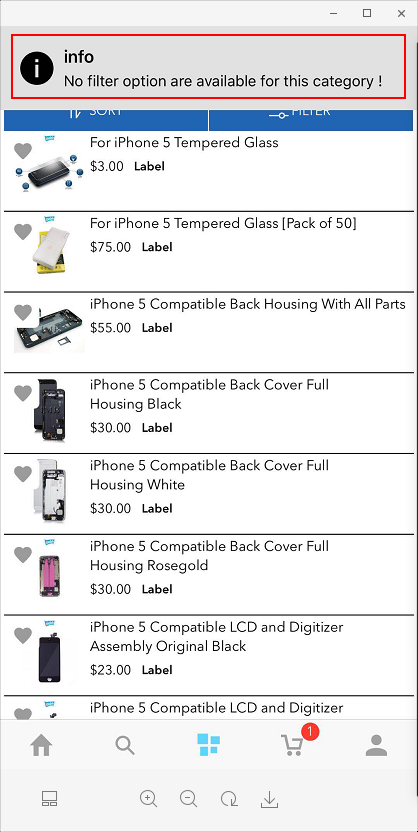 info
No filter option are available for this category !
SORT
FILTER
For iPhone 5 Tempered Glass
$3.00 Label
For iPhone 5 Tempered Glass [Pack of 50]
$75.00 Label
iPhone 5 Compatible Back Housing With All Parts
$55.00 Label
iPhone 5 Compatible Back Cover Full
Housing Black
$30.00 Label
iPhone 5 Compatible Back Cover Full
Housing White
$30.00 Label
iPhone 5 Compatible Back Cover Full
Housing Rosegold
$30.00 Label
iPhone 5 Compatible LCD and Digitizer
Assembly Original Black
$23.00 Label
iPhone 5 Compatible LCD and Digitizer
1